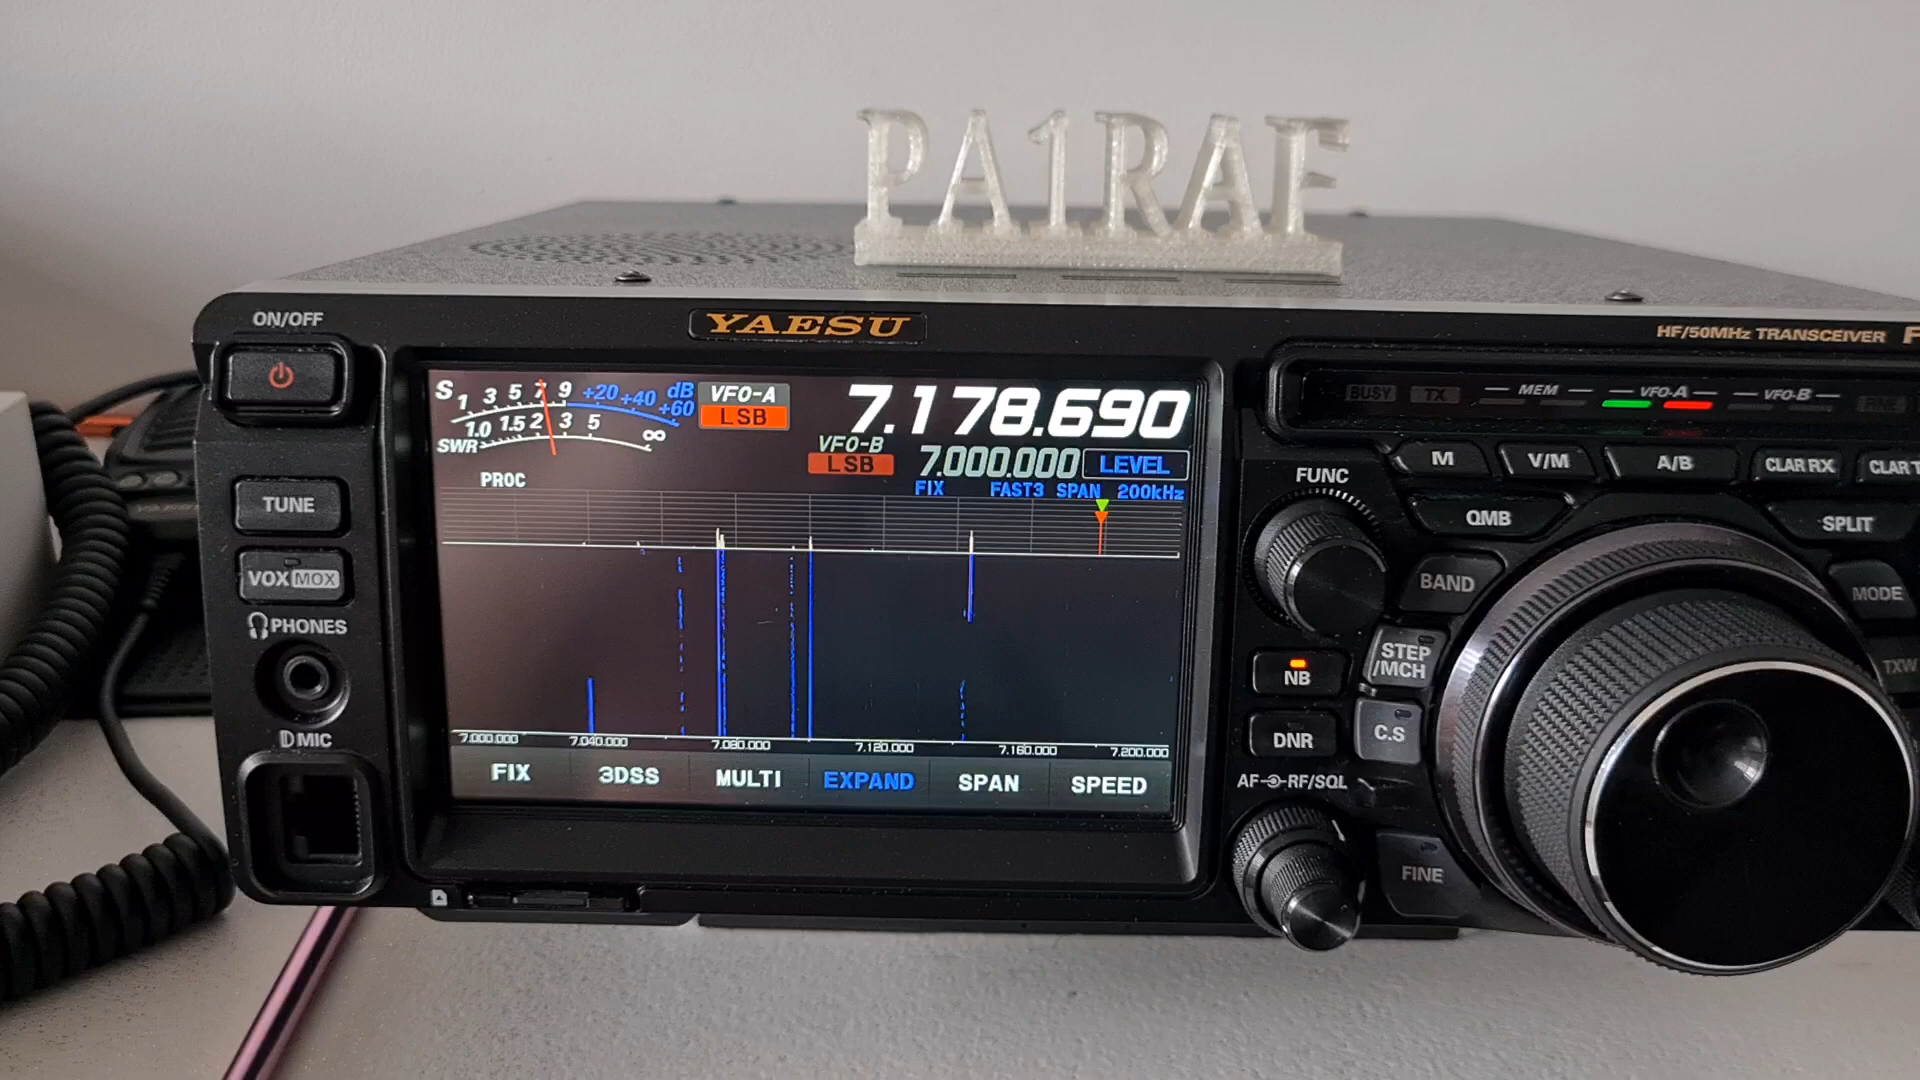 PA1RAF
ON/OFF
YAESU
HF/50MHz TRANSCEIVER F
S 1 3 5 7 9 +20 +40 +60 dB
SWR 1.0 1.5 2 3 5 ∞
VFO-A
LSB
7.178.690
VFO-B
LSB
7.000.000
LEVEL
PROC
FIX FAST3 SPAN 200kHz
7.000.000 7.040.000 7.080.000 7.120.000 7.160.000 7.200.000
FIX 3DSS MULTI EXPAND SPAN SPEED
TUNE
VOX MOX
PHONES
MIC
BUSY TX MEM VFO-A VFO-B FINE
M V/M A/B CLAR RX CLAR T
FUNC
QMB
SPLIT
BAND
MODE
STEP
/MCH
NB
TXW
DNR
C.S
AF RF/SQL
FINE